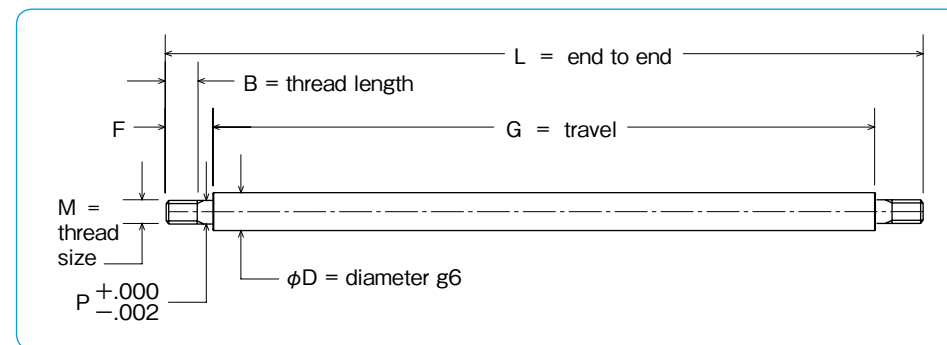 L = end to end
B = thread length
F
G = travel
M =
thread
size
φD = diameter g6
P +.000
−.002